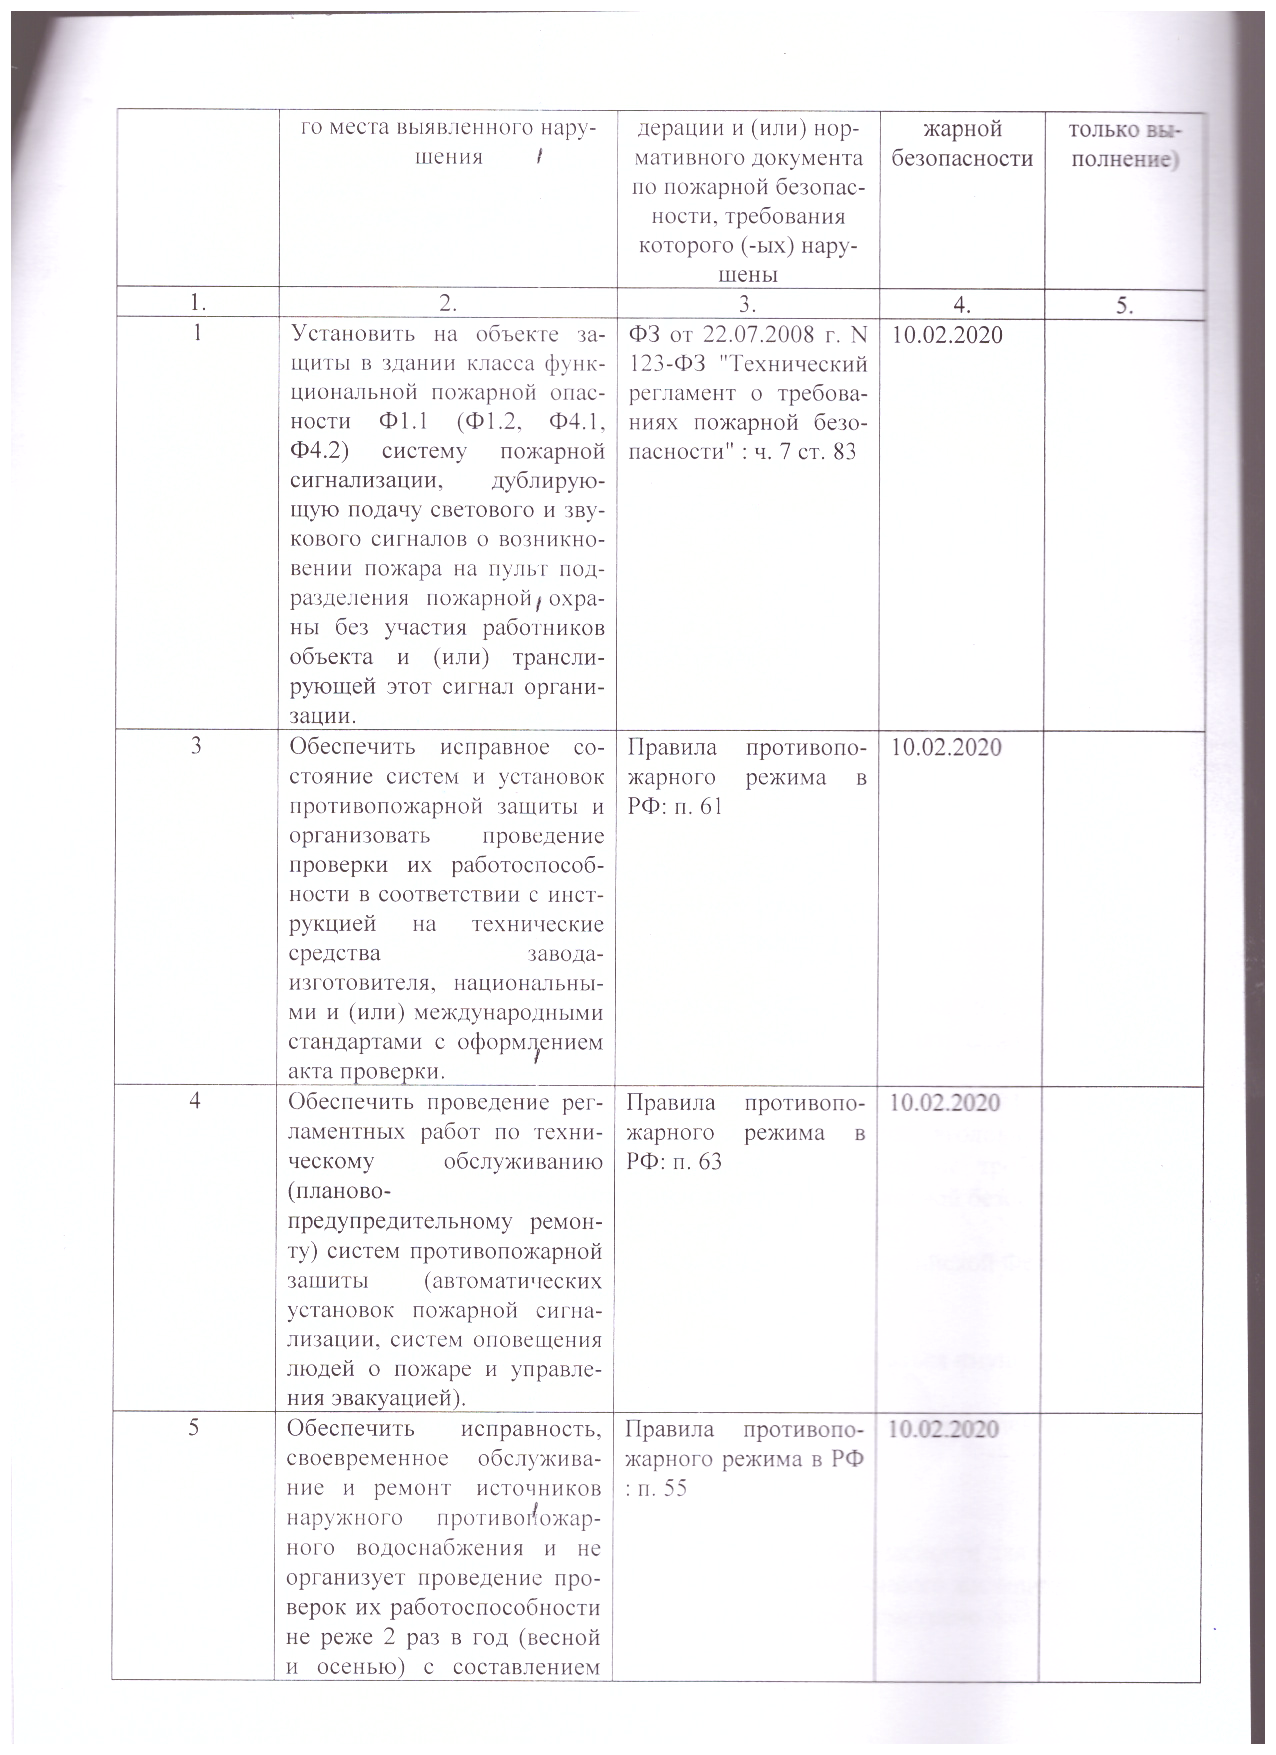 го места выявленного нару-
шения
дерации и (или) нор-
мативного документа
по пожарной безопас-
ности, требования
которого (-ых) нару-
шены
жарной
безопасности
только вы-
полнение)
1.
2.
3.
4.
5.
1
Установить на объекте за-
щиты в здании класса функ-
циональной пожарной опас-
ности Ф1.1 (Ф1.2, Ф4.1,
Ф4.2) систему пожарной
сигнализации, дублирую-
щую подачу светового и зву-
кового сигналов о возникно-
вении пожара на пульт под-
разделения пожарной охра-
ны без участия работников
объекта и (или) трансли-
рующей этот сигнал органи-
зации.
ФЗ от 22.07.2008 г. N
123-ФЗ "Технический
регламент о требова-
ниях пожарной безо-
пасности" : ч. 7 ст. 83
10.02.2020
3
Обеспечить исправное со-
стояние систем и установок
противопожарной защиты и
организовать проведение
проверки их работоспособ-
ности в соответствии с инст-
рукцией на технические
средства завода-
изготовителя, национальны-
ми и (или) международными
стандартами с оформлением
акта проверки.
Правила противопо-
жарного режима в
РФ: п. 61
10.02.2020
4
Обеспечить проведение рег-
ламентных работ по техни-
ческому обслуживанию
(планово-
предупредительному ремон-
ту) систем противопожарной
защиты (автоматических
установок пожарной сигна-
лизации, систем оповещения
людей о пожаре и управле-
ния эвакуацией).
Правила противопо-
жарного режима в
РФ: п. 63
10.02.2020
5
Обеспечить исправность,
своевременное обслужива-
ние и ремонт источников
наружного противопожар-
ного водоснабжения и не
организует проведение про-
верок их работоспособности
не реже 2 раз в год (весной
и осенью) с составлением
Правила противопо-
жарного режима в РФ
: п. 55
10.02.2020